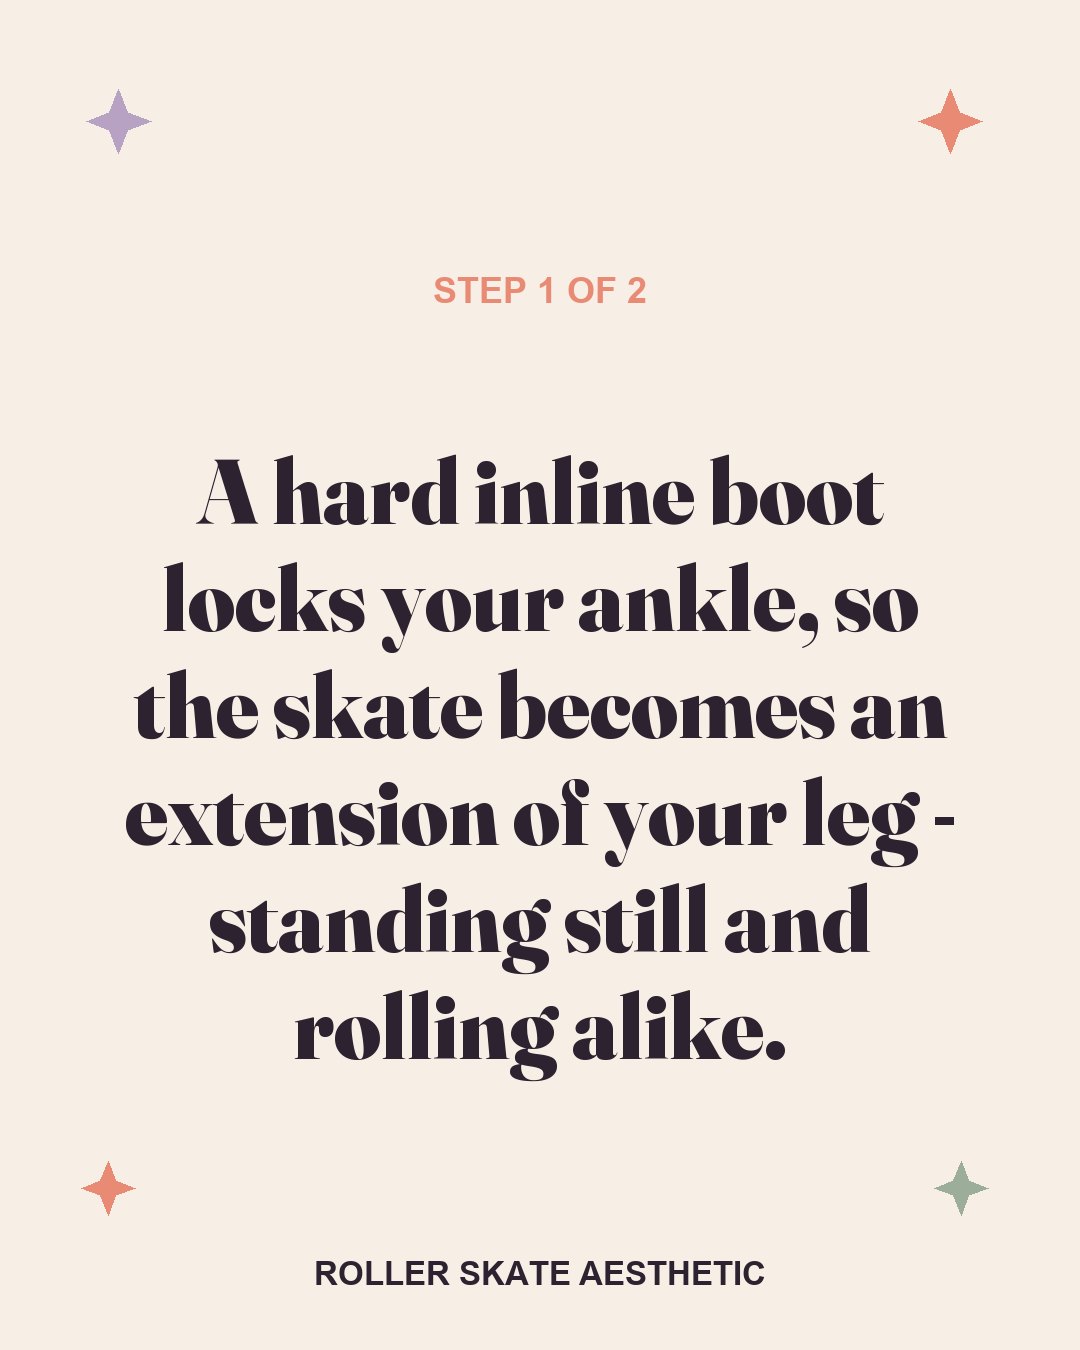 STEP 1 OF 2
A hard inline boot
locks your ankle, so
the skate becomes an
extension of your leg -
standing still and
rolling alike.
ROLLER SKATE AESTHETIC